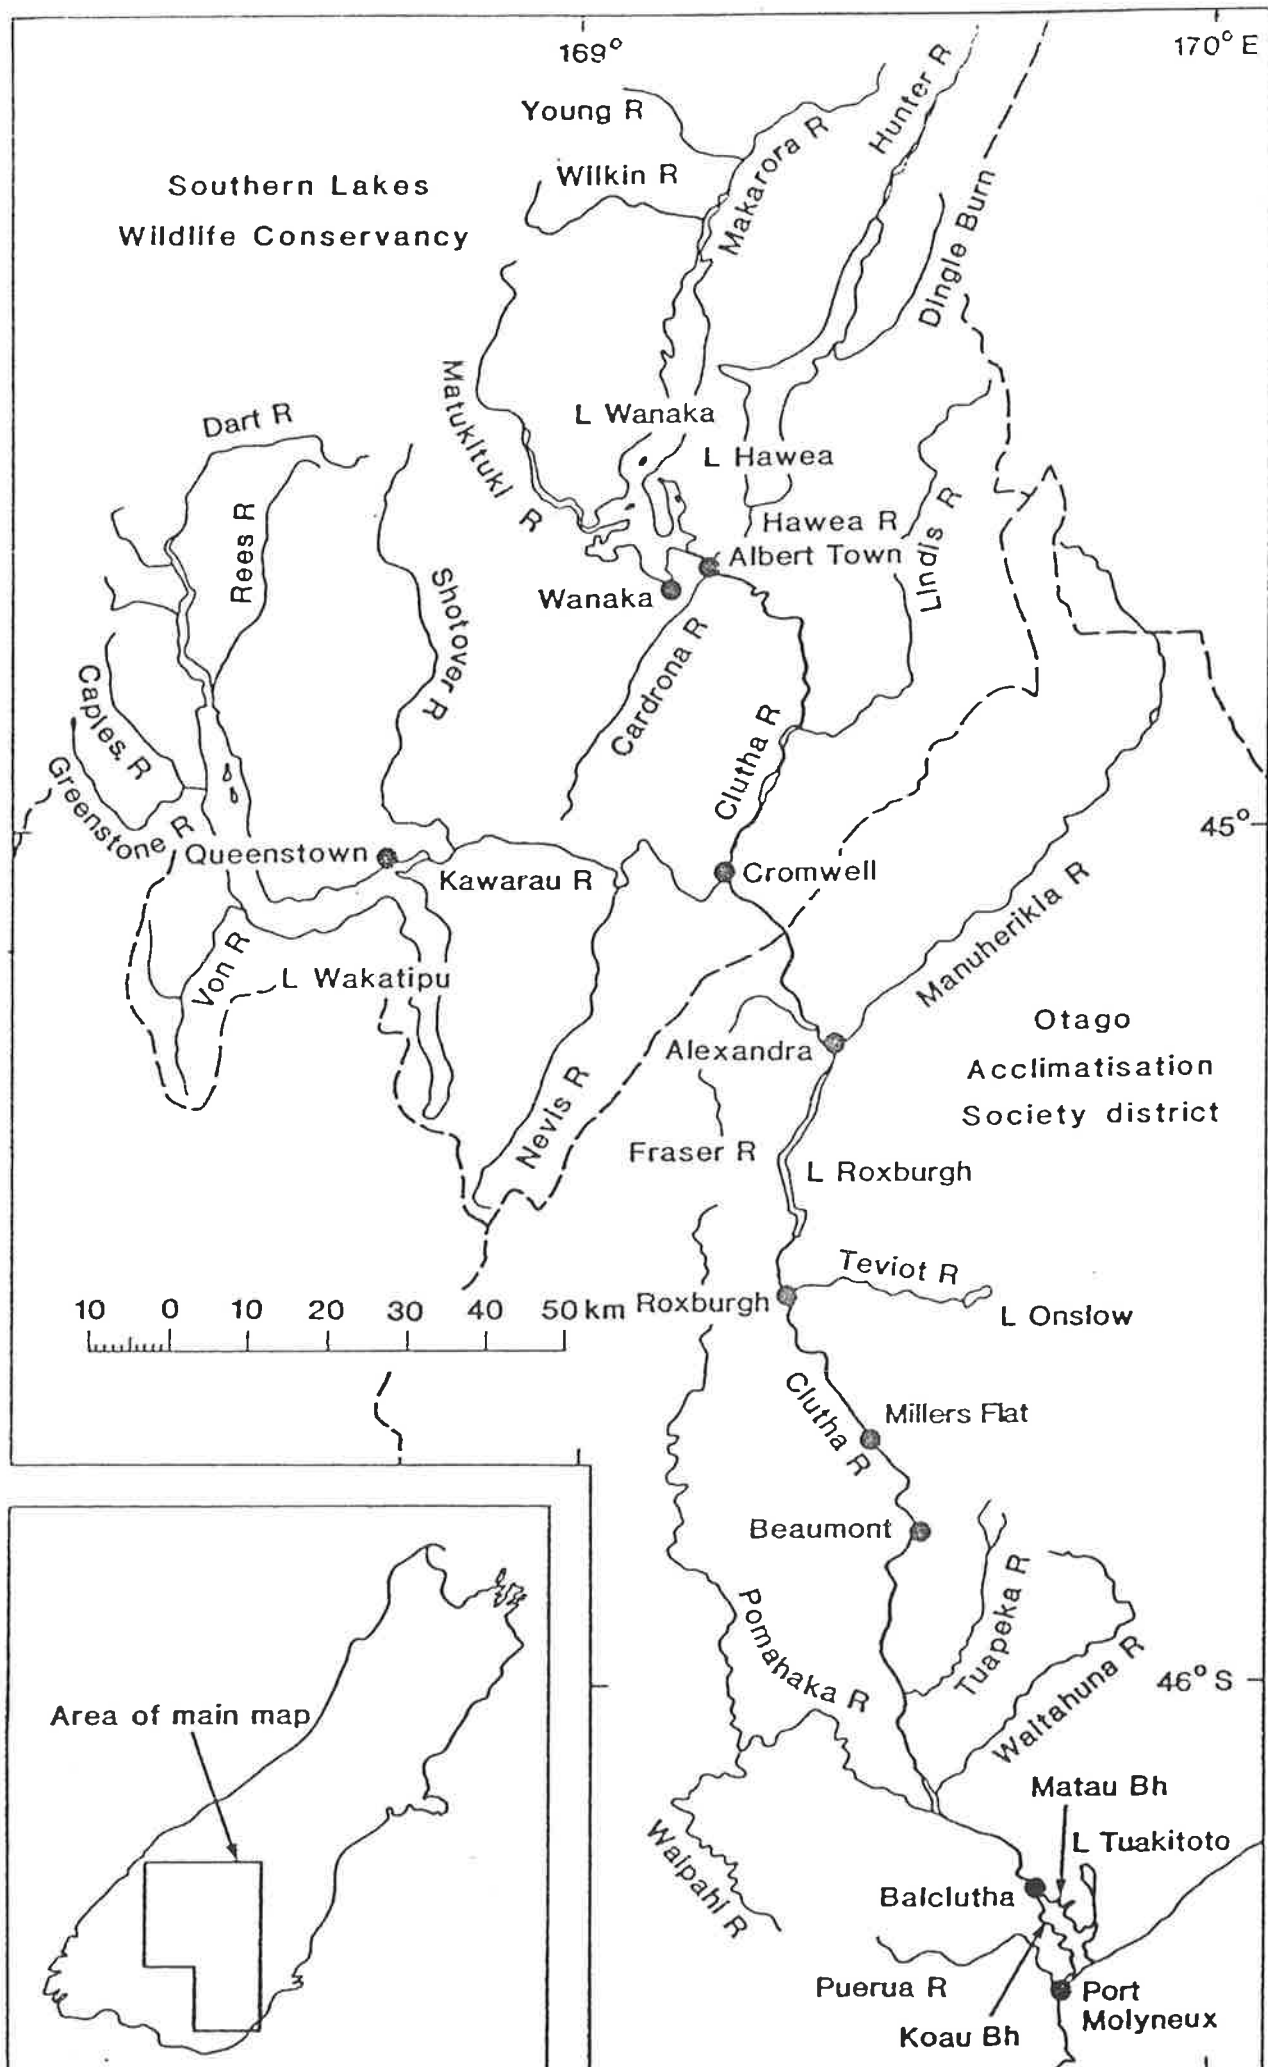 169°
170° E
Young R
Hunter R
Makarora R
Wilkin R
Southern Lakes
Wildlife Conservancy
Dingle Burn
Matukituki R
L Wanaka
Dart R
L Hawea
Rees R
Hawea R
Lindis R
Albert Town
Shotover R
Wanaka
Cardrona R
Caples R
Clutha R
Greenstone R
45°
Queenstown
Kawarau R
Cromwell
Manuherikia R
Von R
L Wakatipu
Otago
Acclimatisation
Society district
Alexandra
Nevis R
Fraser R
L Roxburgh
Teviot R
10 0 10 20 30 40 50 km
Roxburgh
L Onslow
Clutha R
Millers Flat
Beaumont
Tuapeka R
Pomahaka R
Waitahuna R
46° S
Area of main map
Matau Bh
L Tuakitoto
Waipahi R
Balclutha
Puerua R
Port
Molyneux
Koau Bh